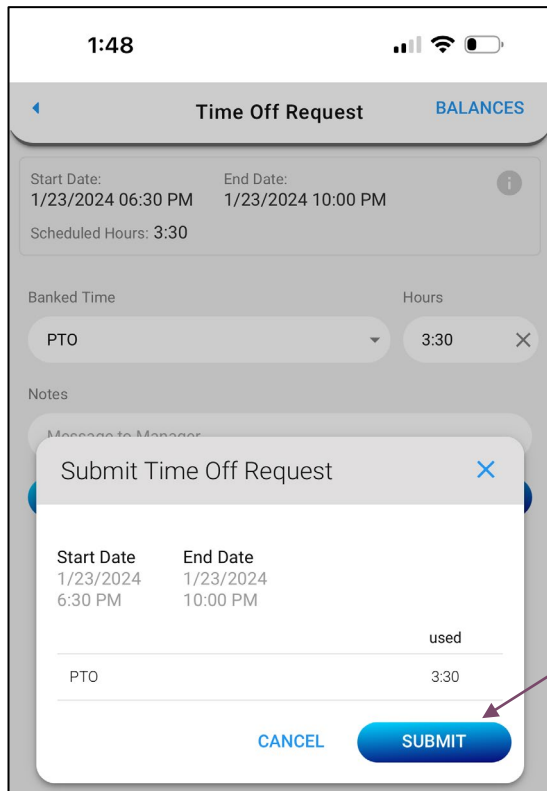 1:48
Time Off Request BALANCES
Start Date: End Date:
1/23/2024 06:30 PM 1/23/2024 10:00 PM
Scheduled Hours: 3:30
Banked Time Hours
PTO 3:30
Notes
Message to Manager
Submit Time Off Request
Start Date End Date
1/23/2024 1/23/2024
6:30 PM 10:00 PM
used
PTO 3:30
CANCEL SUBMIT